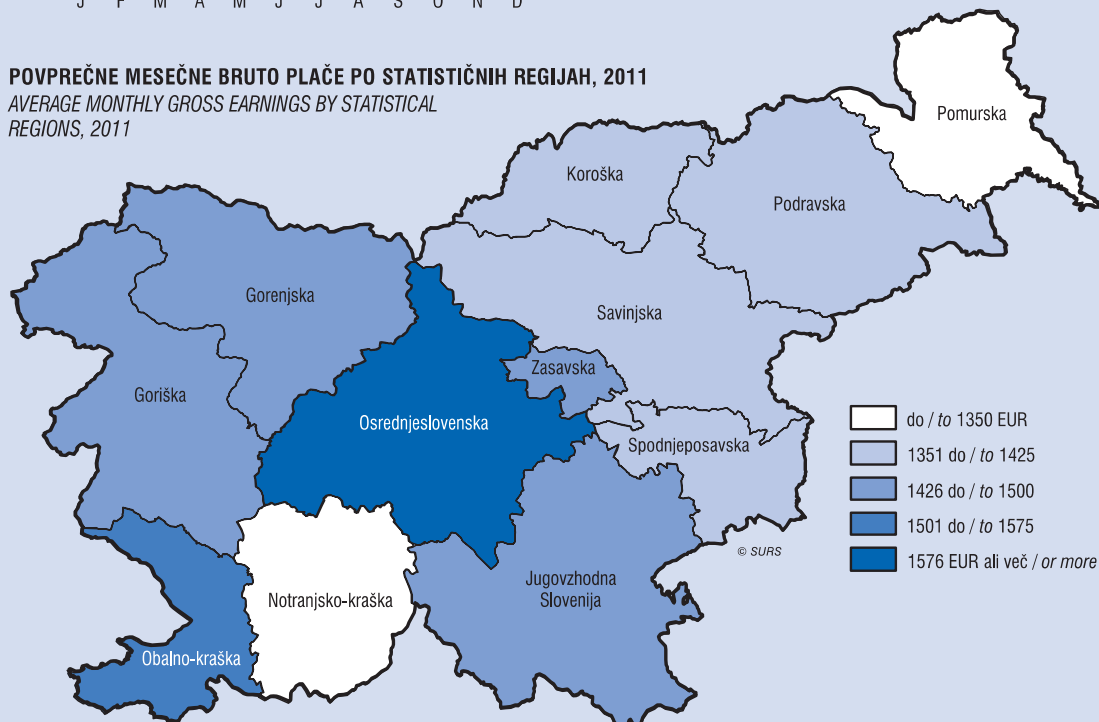 J F M A M J J A S O N D
POVPREČNE MESEČNE BRUTO PLAČE PO STATISTIČNIH REGIJAH, 2011
AVERAGE MONTHLY GROSS EARNINGS BY STATISTICAL
REGIONS, 2011
Pomurska
Koroška
Podravska
Gorenjska
Savinjska
Zasavska
Goriška
Osrednjeslovenska
Spodnjeposavska
do / to 1350 EUR
1351 do / to 1425
1426 do / to 1500
1501 do / to 1575
1576 EUR ali več / or more
© SURS
Jugovzhodna
Slovenija
Notranjsko-kraška
Obalno-kraška